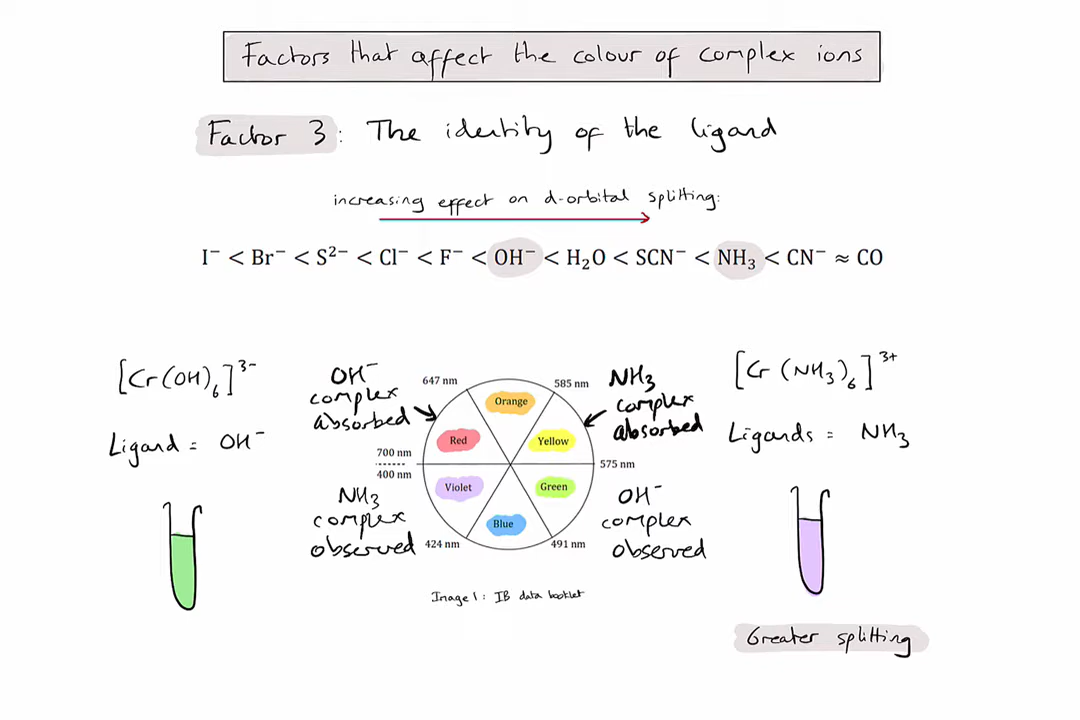 Factors that affect the colour of complex ions
Factor 3: The identity of the ligand
increasing effect on d-orbital splitting:
I⁻ < Br⁻ < S²⁻ < Cl⁻ < F⁻ < OH⁻ < H₂O < SCN⁻ < NH₃ < CN⁻ ≈ CO
[Cr(OH)₆]³⁻
Ligand = OH⁻
OH⁻
complex
absorbed
647 nm
Orange
585 nm
Red
Yellow
700 nm
400 nm
575 nm
Violet
Green
Blue
424 nm
491 nm
NH₃
complex
absorbed
[Cr(NH₃)₆]³⁺
Ligands = NH₃
NH₃
complex
observed
OH⁻
complex
observed
Image 1: IB data booklet
Greater splitting